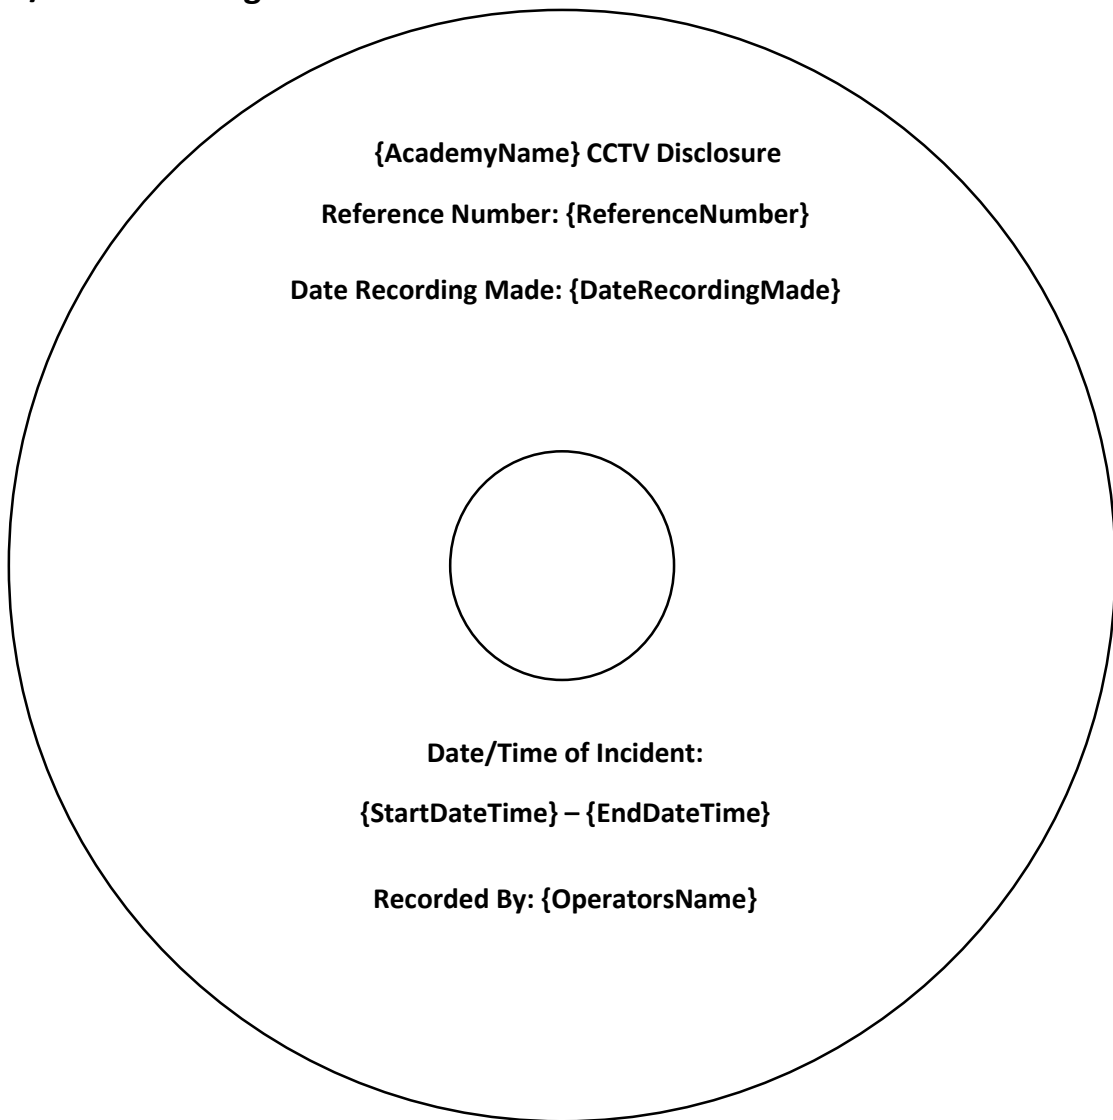 {AcademyName} CCTV Disclosure
Reference Number: {ReferenceNumber}
Date Recording Made: {DateRecordingMade}
Date/Time of Incident:
{StartDateTime} – {EndDateTime}
Recorded By: {OperatorsName}